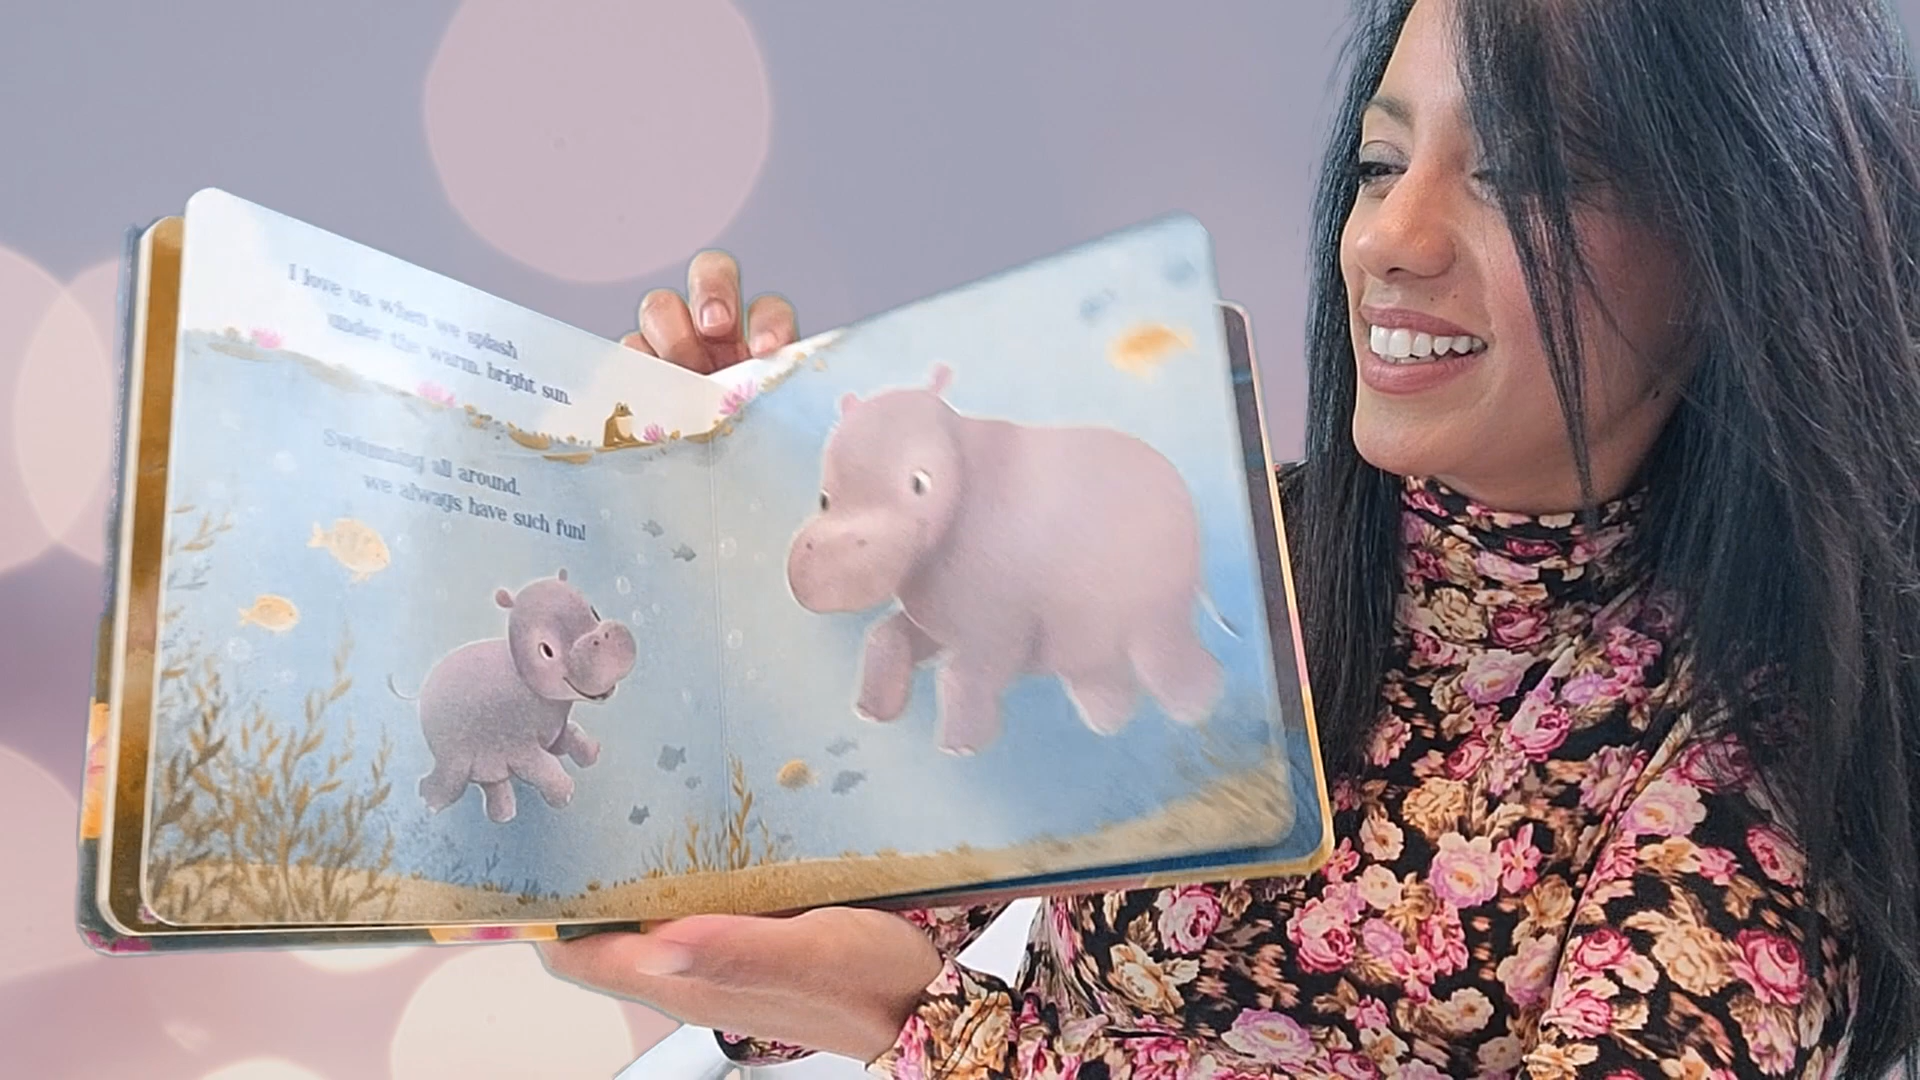 I love us when we splash
under the warm, bright sun.
Swimming all around,
we always have such fun!